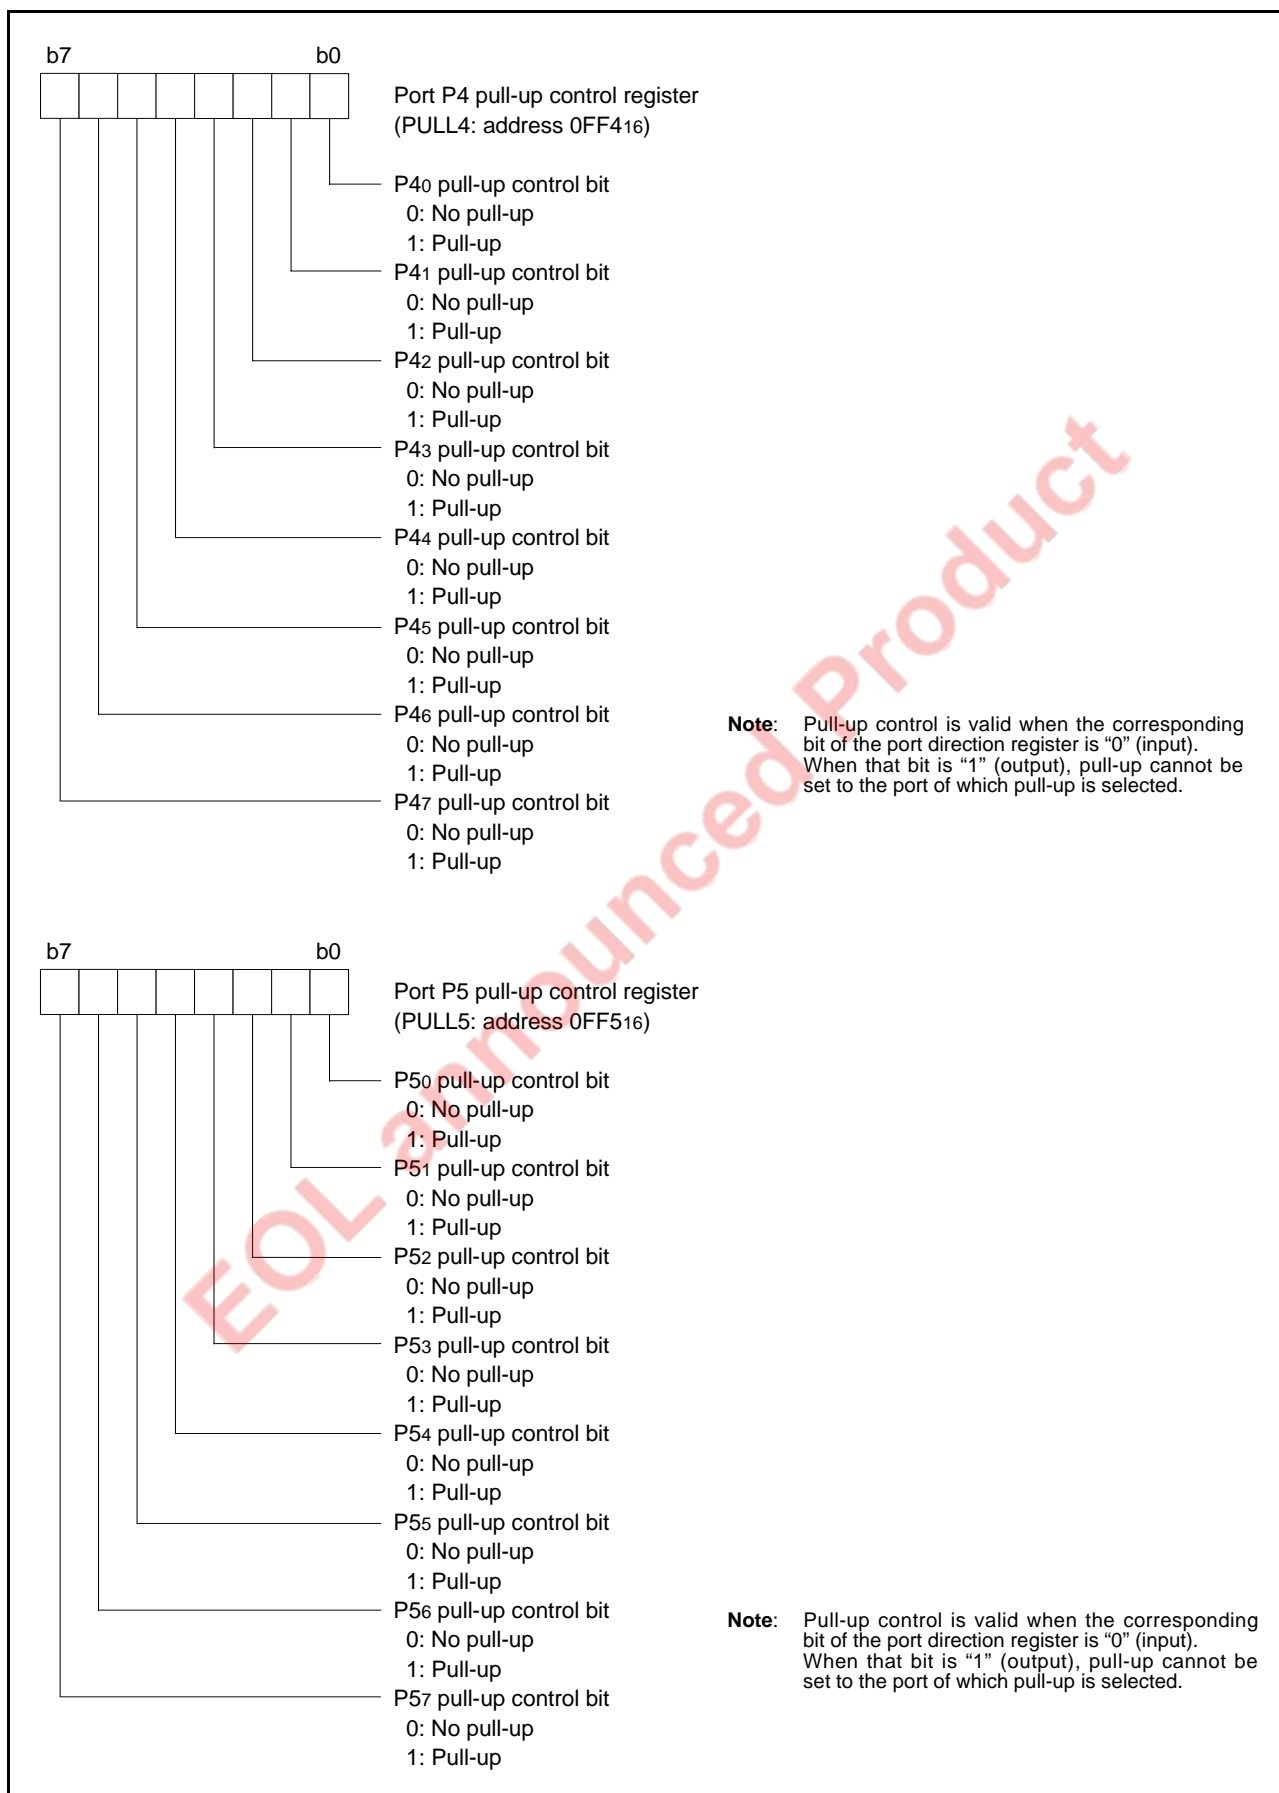 b7 b0
Port P4 pull-up control register
(PULL4: address 0FF416)
P40 pull-up control bit
0: No pull-up
1: Pull-up
P41 pull-up control bit
0: No pull-up
1: Pull-up
P42 pull-up control bit
0: No pull-up
1: Pull-up
P43 pull-up control bit
0: No pull-up
1: Pull-up
P44 pull-up control bit
0: No pull-up
1: Pull-up
P45 pull-up control bit
0: No pull-up
1: Pull-up
P46 pull-up control bit
0: No pull-up
1: Pull-up
P47 pull-up control bit
0: No pull-up
1: Pull-up
Note: Pull-up control is valid when the corresponding
bit of the port direction register is “0” (input).
When that bit is “1” (output), pull-up cannot be
set to the port of which pull-up is selected.
b7 b0
Port P5 pull-up control register
(PULL5: address 0FF516)
P50 pull-up control bit
0: No pull-up
1: Pull-up
P51 pull-up control bit
0: No pull-up
1: Pull-up
P52 pull-up control bit
0: No pull-up
1: Pull-up
P53 pull-up control bit
0: No pull-up
1: Pull-up
P54 pull-up control bit
0: No pull-up
1: Pull-up
P55 pull-up control bit
0: No pull-up
1: Pull-up
P56 pull-up control bit
0: No pull-up
1: Pull-up
P57 pull-up control bit
0: No pull-up
1: Pull-up
Note: Pull-up control is valid when the corresponding
bit of the port direction register is “0” (input).
When that bit is “1” (output), pull-up cannot be
set to the port of which pull-up is selected.
EOL announced Product